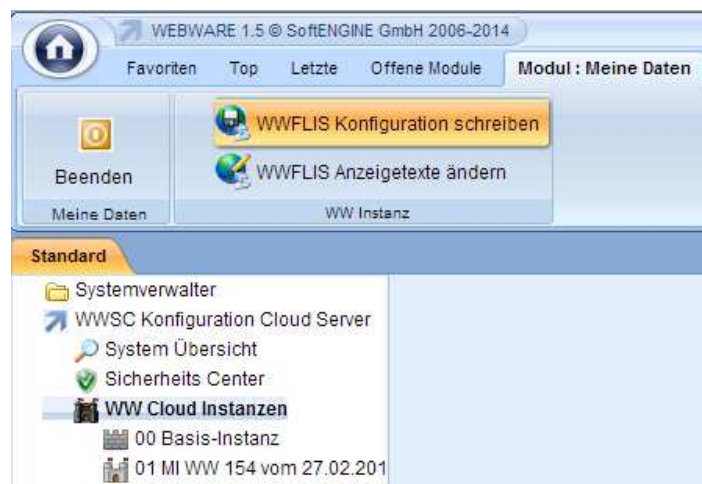 WEBWARE 1.5 © SoftENGINE GmbH 2006-2014
Favoriten Top Letzte Offene Module Modul : Meine Daten
WWFLIS Konfiguration schreiben
Beenden
WWFLIS Anzeigetexte ändern
Meine Daten WW Instanz
Standard
Systemverwalter
WWSC Konfiguration Cloud Server
System Übersicht
Sicherheits Center
WW Cloud Instanzen
00 Basis-Instanz
01 MI WW 154 vom 27.02.201